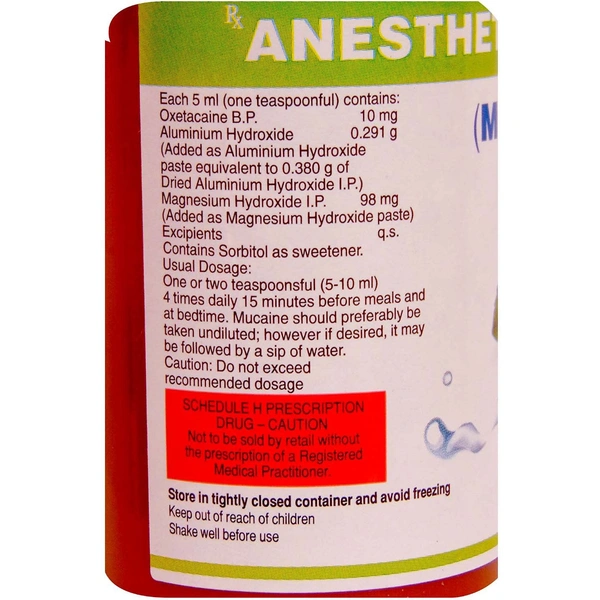 Rx ANESTHE
(M
Each 5 ml (one teaspoonful) contains:
Oxetacaine B.P. 10 mg
Aluminium Hydroxide 0.291 g
(Added as Aluminium Hydroxide
paste equivalent to 0.380 g of
Dried Aluminium Hydroxide I.P.)
Magnesium Hydroxide I.P. 98 mg
(Added as Magnesium Hydroxide paste)
Excipients q.s.
Contains Sorbitol as sweetener.
Usual Dosage:
One or two teaspoonsful (5-10 ml)
4 times daily 15 minutes before meals and
at bedtime. Mucaine should preferably be
taken undiluted; however if desired, it may
be followed by a sip of water.
Caution: Do not exceed
recommended dosage
SCHEDULE H PRESCRIPTION
DRUG – CAUTION
Not to be sold by retail without
the prescription of a Registered
Medical Practitioner.
Store in tightly closed container and avoid freezing
Keep out of reach of children
Shake well before use